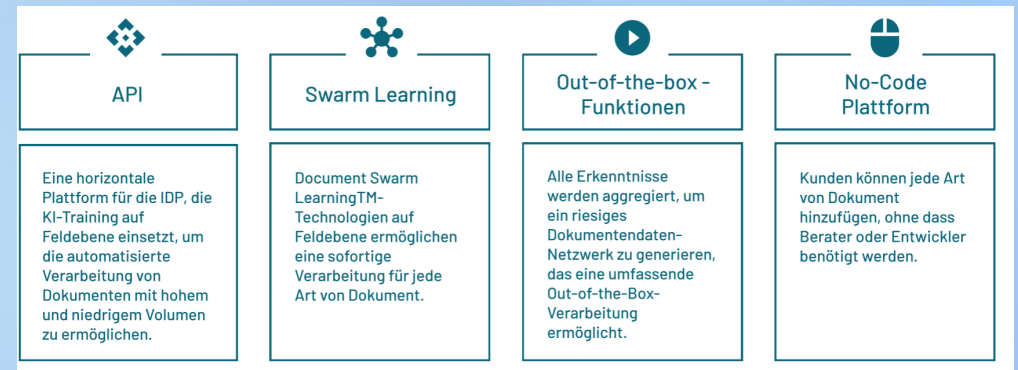 API
Eine horizontale
Plattform für die IDP, die
KI-Training auf
Feldebene einsetzt, um
die automatisierte
Verarbeitung von
Dokumenten mit hohem
und niedrigem Volumen
zu ermöglichen.
Swarm Learning
Document Swarm
LearningTM-
Technologien auf
Feldebene ermöglichen
eine sofortige
Verarbeitung für jede
Art von Dokument.
Out-of-the-box -
Funktionen
Alle Erkenntnisse
werden aggregiert, um
ein riesiges
Dokumentendaten-
Netzwerk zu generieren,
das eine umfassende
Out-of-the-Box-
Verarbeitung
ermöglicht.
No-Code
Plattform
Kunden können jede Art
von Dokument
hinzufügen, ohne dass
Berater oder Entwickler
benötigt werden.